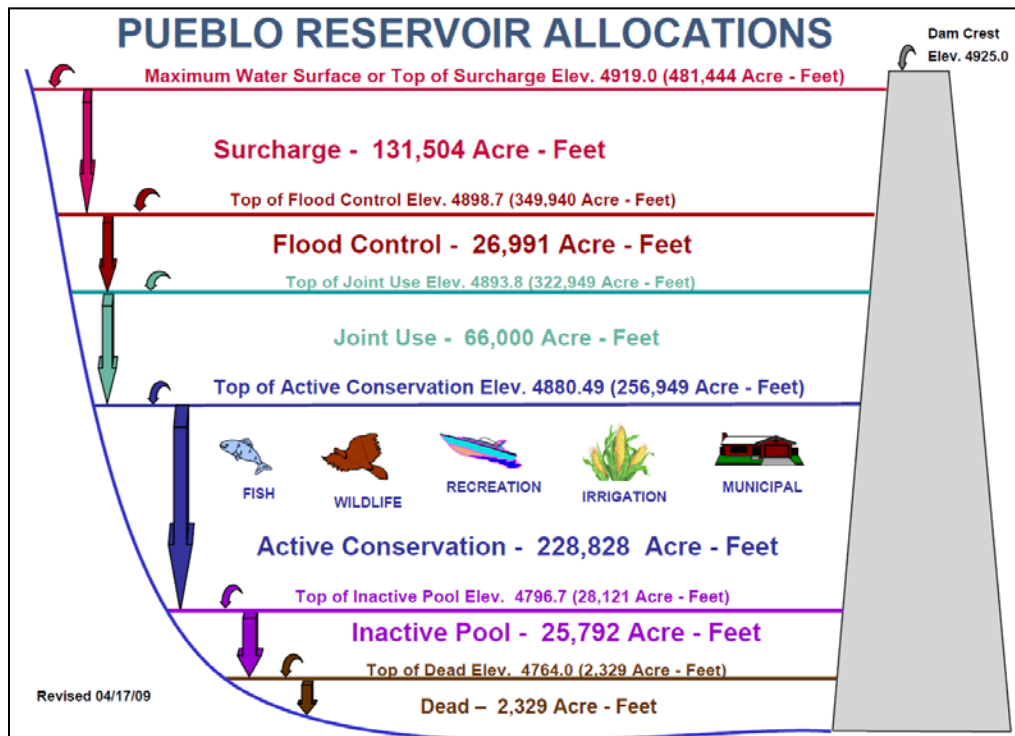 PUEBLO RESERVOIR ALLOCATIONS
Dam Crest
Elev. 4925.0
Maximum Water Surface or Top of Surcharge Elev. 4919.0 (481,444 Acre - Feet)
Surcharge - 131,504 Acre - Feet
Top of Flood Control Elev. 4898.7 (349,940 Acre - Feet)
Flood Control - 26,991 Acre - Feet
Top of Joint Use Elev. 4893.8 (322,949 Acre - Feet)
Joint Use - 66,000 Acre - Feet
Top of Active Conservation Elev. 4880.49 (256,949 Acre - Feet)
FISH
WILDLIFE
RECREATION
IRRIGATION
MUNICIPAL
Active Conservation - 228,828 Acre - Feet
Top of Inactive Pool Elev. 4796.7 (28,121 Acre - Feet)
Inactive Pool - 25,792 Acre - Feet
Top of Dead Elev. 4764.0 (2,329 Acre - Feet)
Revised 04/17/09
Dead – 2,329 Acre - Feet